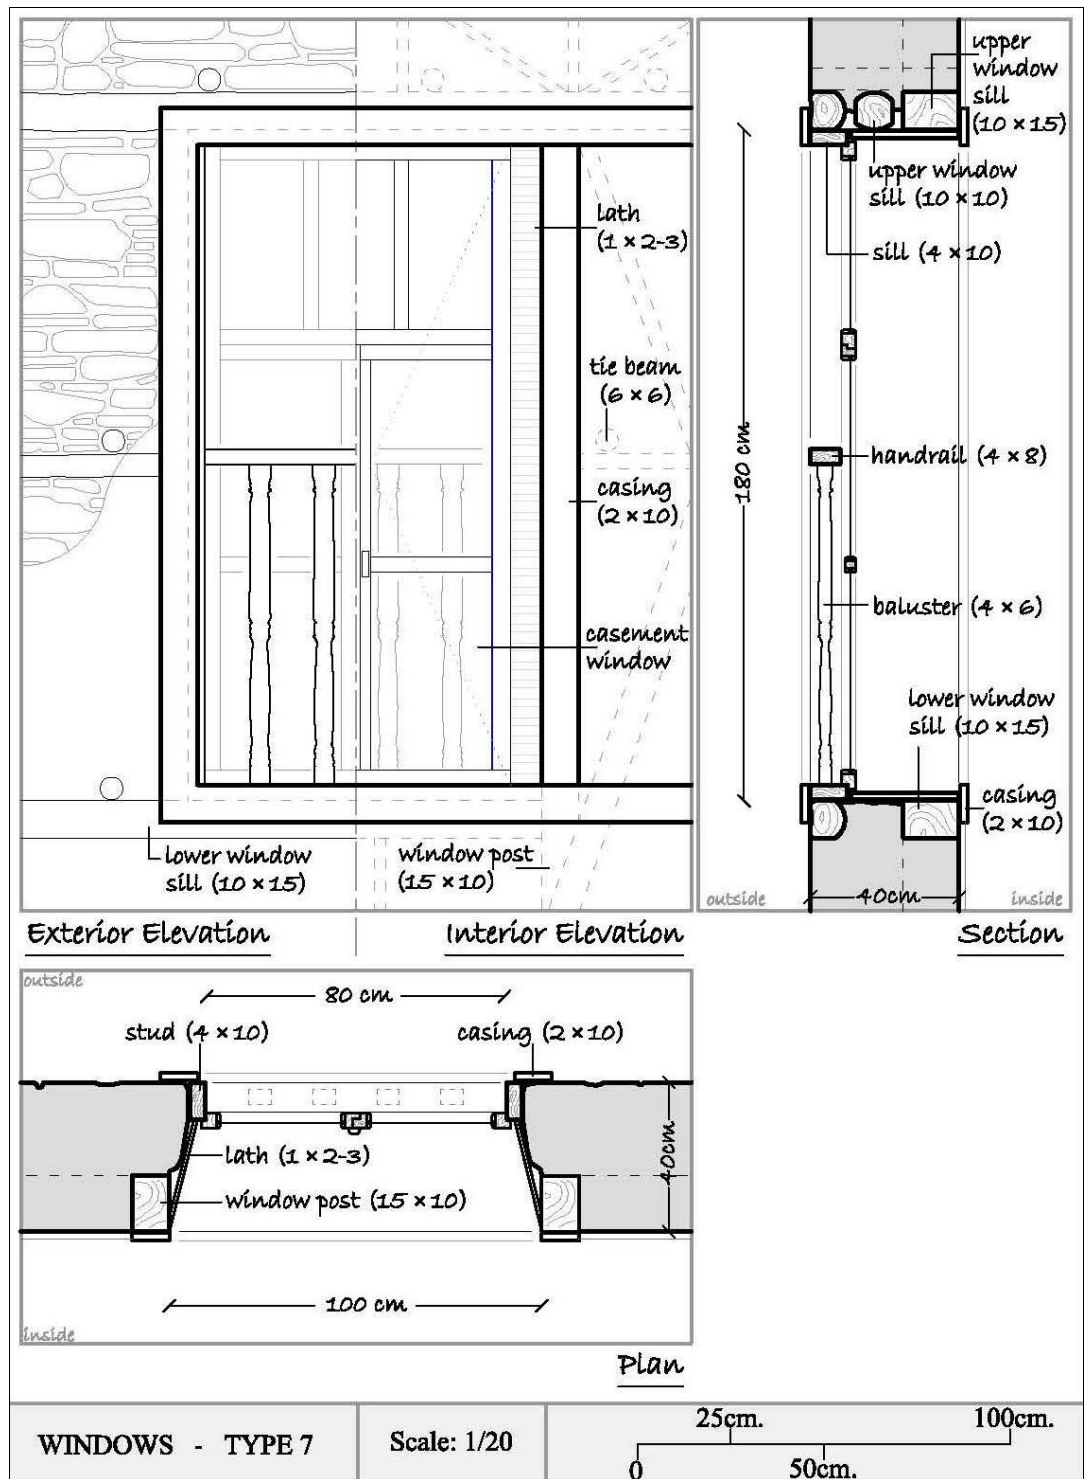 lath
(1 × 2-3)
tie beam
(6 × 6)
casing
(2 × 10)
casement
window
lower window
sill (10 × 15)
window post
(15 × 10)
Exterior Elevation
Interior Elevation
upper
window
sill
(10 × 15)
upper window
sill (10 × 10)
sill (4 × 10)
180 cm
handrail (4 × 8)
baluster (4 × 6)
lower window
sill (10 × 15)
casing
(2 × 10)
outside
40cm
inside
Section
outside
80 cm
stud (4 × 10)
casing (2 × 10)
lath (1 × 2-3)
window post (15 × 10)
40cm
100 cm
inside
Plan
WINDOWS - TYPE 7
Scale: 1/20
25cm.
100cm.
0
50cm.